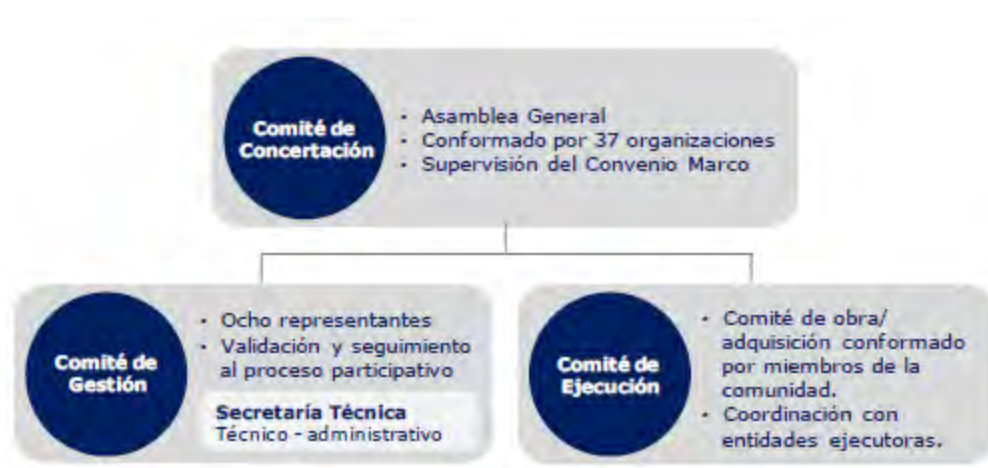 Comité de
Concertación
· Asamblea General
· Conformado por 37 organizaciones
· Supervisión del Convenio Marco
Comité de
Gestión
· Ocho representantes
· Validación y seguimiento
al proceso participativo
Secretaría Técnica
Técnico - administrativo
Comité de
Ejecución
· Comité de obra/
adquisición conformado
por miembros de la
comunidad.
· Coordinación con
entidades ejecutoras.